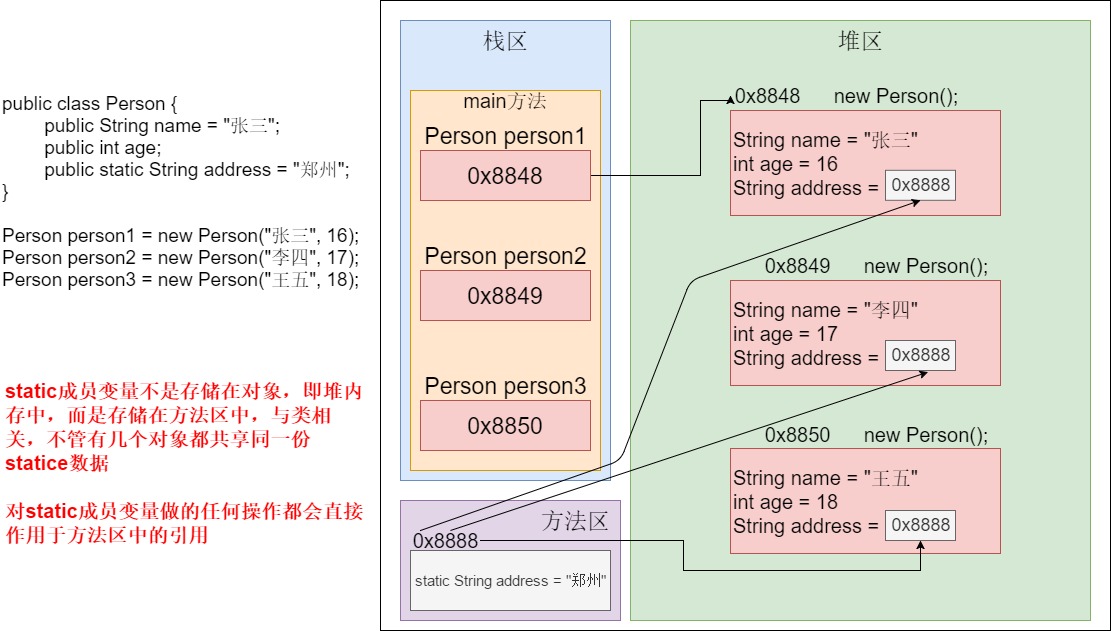 public class Person {
public String name = "张三";
public int age;
public static String address = "郑州";
}
Person person1 = new Person("张三", 16);
Person person2 = new Person("李四", 17);
Person person3 = new Person("王五", 18);
static成员变量不是存储在对象，即堆内
存中，而是存储在方法区中，与类相
关，不管有几个对象都共享同一份
statice数据
对static成员变量做的任何操作都会直接
作用于方法区中的引用
栈区
main方法
Person person1
0x8848
Person person2
0x8849
Person person3
0x8850
方法区
0x8888
static String address = "郑州"
堆区
0x8848 new Person();
String name = "张三"
int age = 16
String address = 0x8888
0x8849 new Person();
String name = "李四"
int age = 17
String address = 0x8888
0x8850 new Person();
String name = "王五"
int age = 18
String address = 0x8888